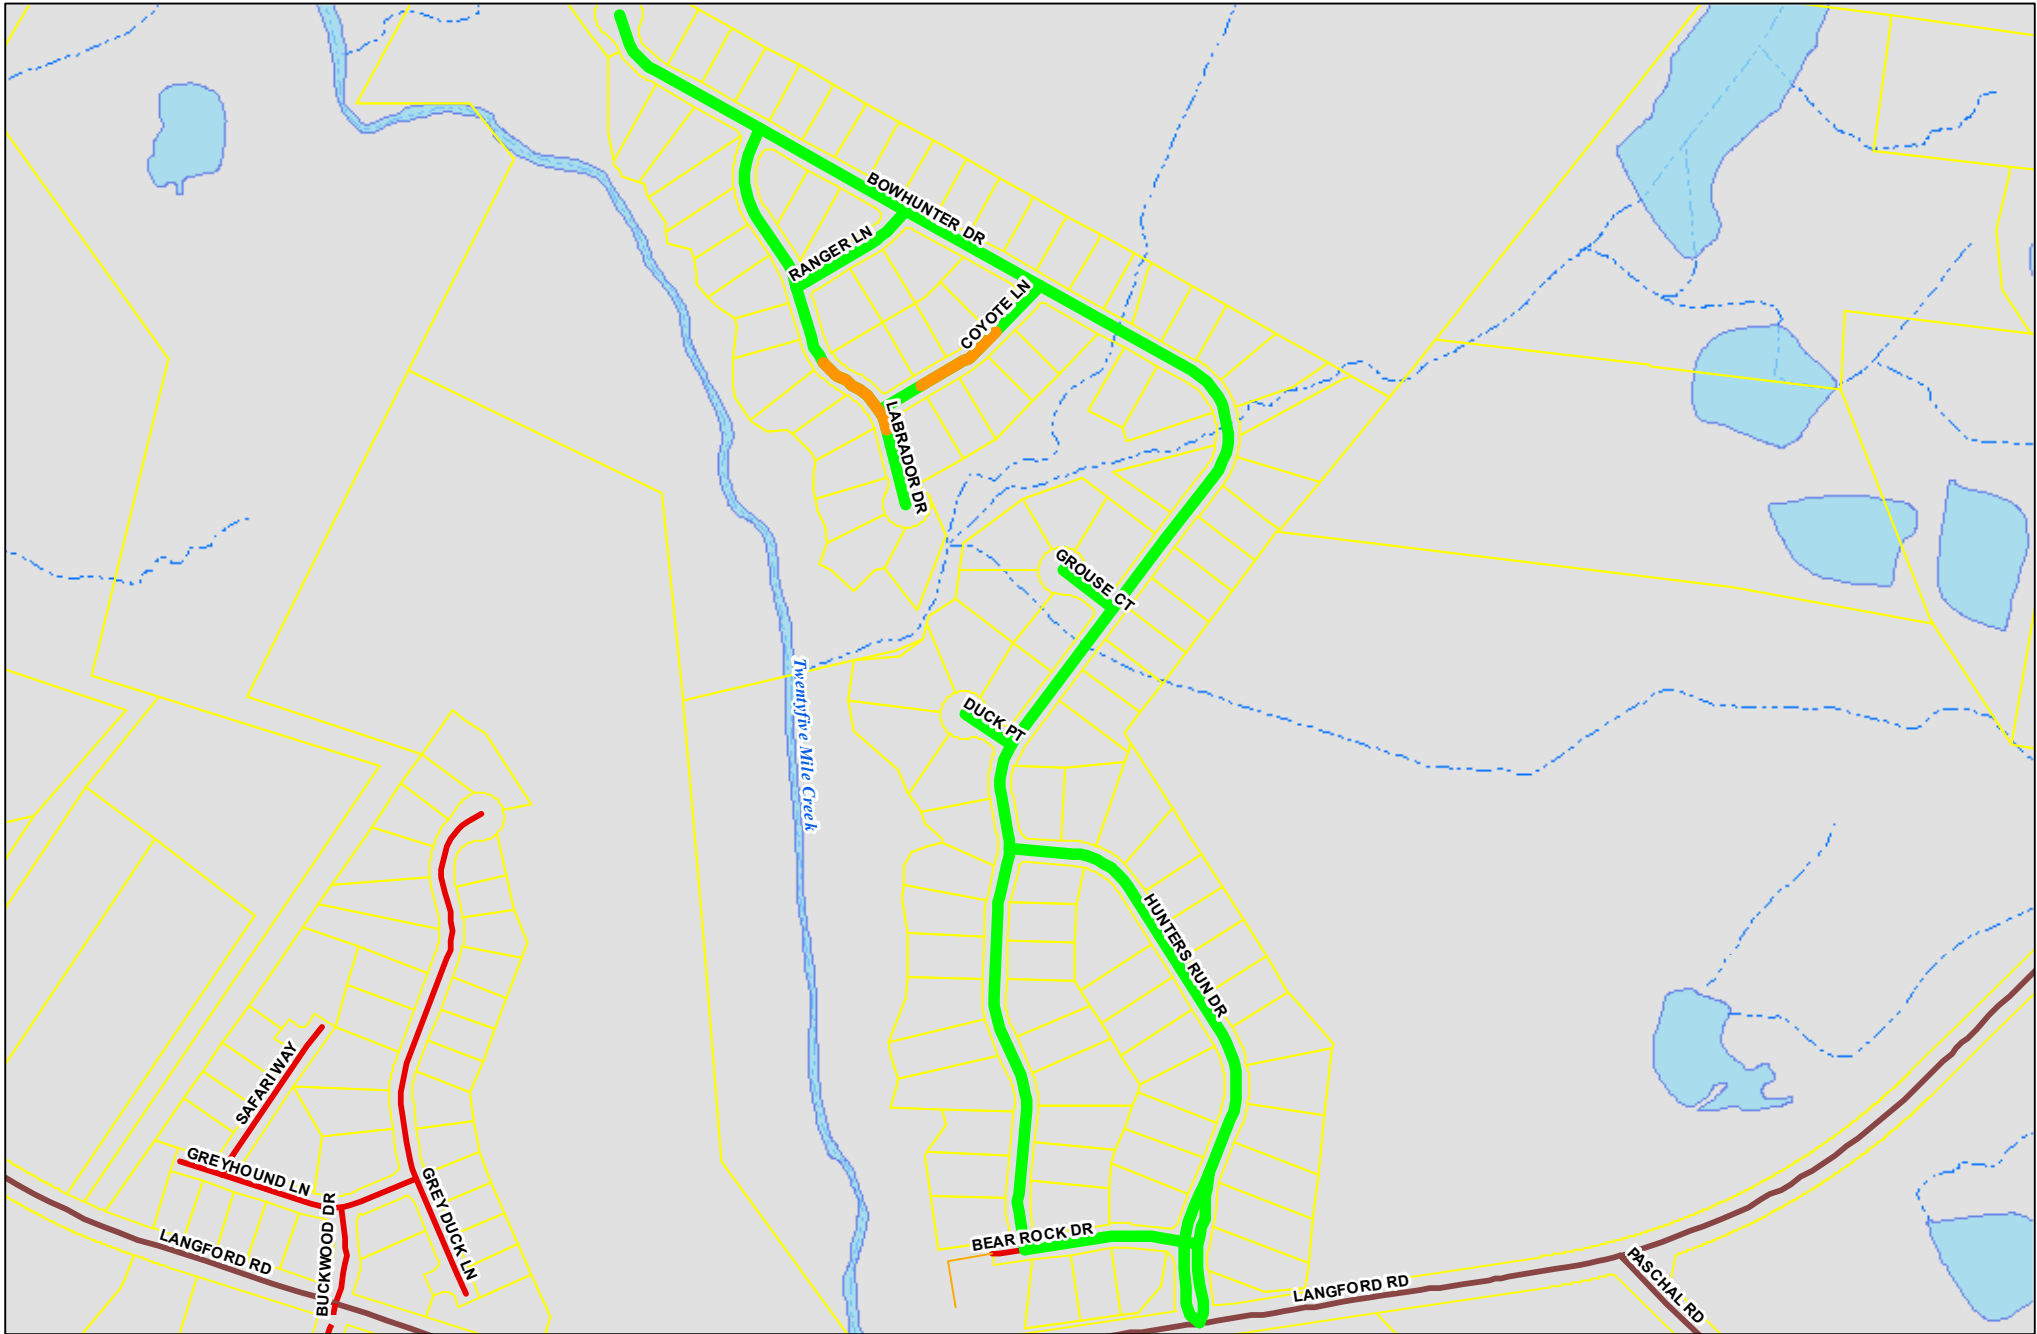 BOWHUNTER DR
RANGER LN
COYOTE LN
LABRADOR DR
GROUSE CT
DUCK PT
Twentyfive Mile Creek
HUNTERS RUN DR
SAFARI WAY
GREYHOUND LN
GREY DUCK LN
BUCKWOOD DR
LANGFORD RD
BEAR ROCK DR
LANGFORD RD
PASCHAL RD